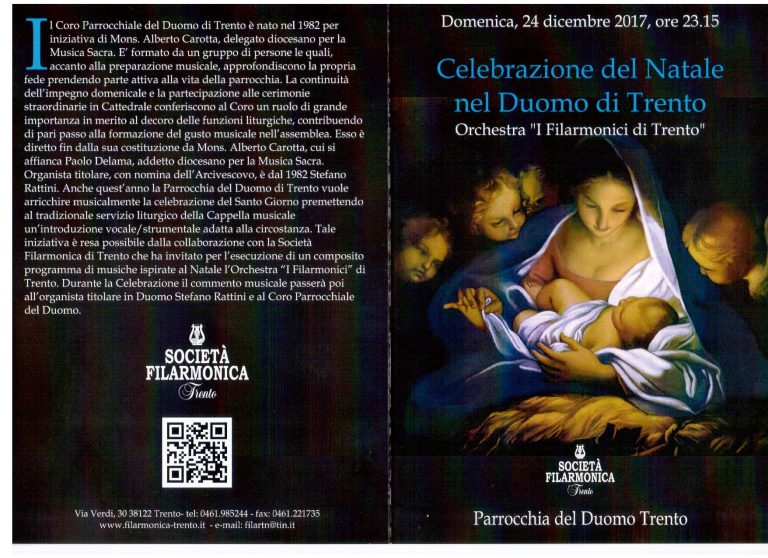 Il Coro Parrocchiale del Duomo di Trento è nato nel 1982 per
iniziativa di Mons. Alberto Carotta, delegato diocesano per la
Musica Sacra. E' formato da un gruppo di persone le quali,
accanto alla preparazione musicale, approfondiscono la propria
fede prendendo parte attiva alla vita della parrocchia. La continuità
dell'impegno domenicale e la partecipazione alle cerimonie
straordinarie in Cattedrale conferiscono al Coro un ruolo di grande
importanza in merito al decoro delle funzioni liturgiche, contribuendo
di pari passo alla formazione del gusto musicale nell'assemblea. Esso è
diretto fin dalla sua costituzione da Mons. Alberto Carotta, cui si
affianca Paolo Delama, addetto diocesano per la Musica Sacra.
Organista titolare, con nomina dell'Arcivescovo, è dal 1982 Stefano
Rattini. Anche quest'anno la Parrocchia del Duomo di Trento vuole
arricchire musicalmente la celebrazione del Santo Giorno premettendo
al tradizionale servizio liturgico della Cappella musicale
un'introduzione vocale/strumentale adatta alla circostanza. Tale
iniziativa è resa possibile dalla collaborazione con la Società
Filarmonica di Trento che ha invitato per l'esecuzione di un composito
programma di musiche ispirate al Natale l'Orchestra "I Filarmonici" di
Trento. Durante la Celebrazione il commento musicale passerà poi
all'organista titolare in Duomo Stefano Rattini e al Coro Parrocchiale
del Duomo.
SOCIETÀ
FILARMONICA
Trento
Via Verdi, 30 38122 Trento- tel: 0461.985244 - fax: 0461.221735
www.filarmonica-trento.it - e-mail: filartn@tin.it
Domenica, 24 dicembre 2017, ore 23.15
Celebrazione del Natale
nel Duomo di Trento
Orchestra "I Filarmonici di Trento"
SOCIETÀ
FILARMONICA
Trento
Parrocchia del Duomo Trento